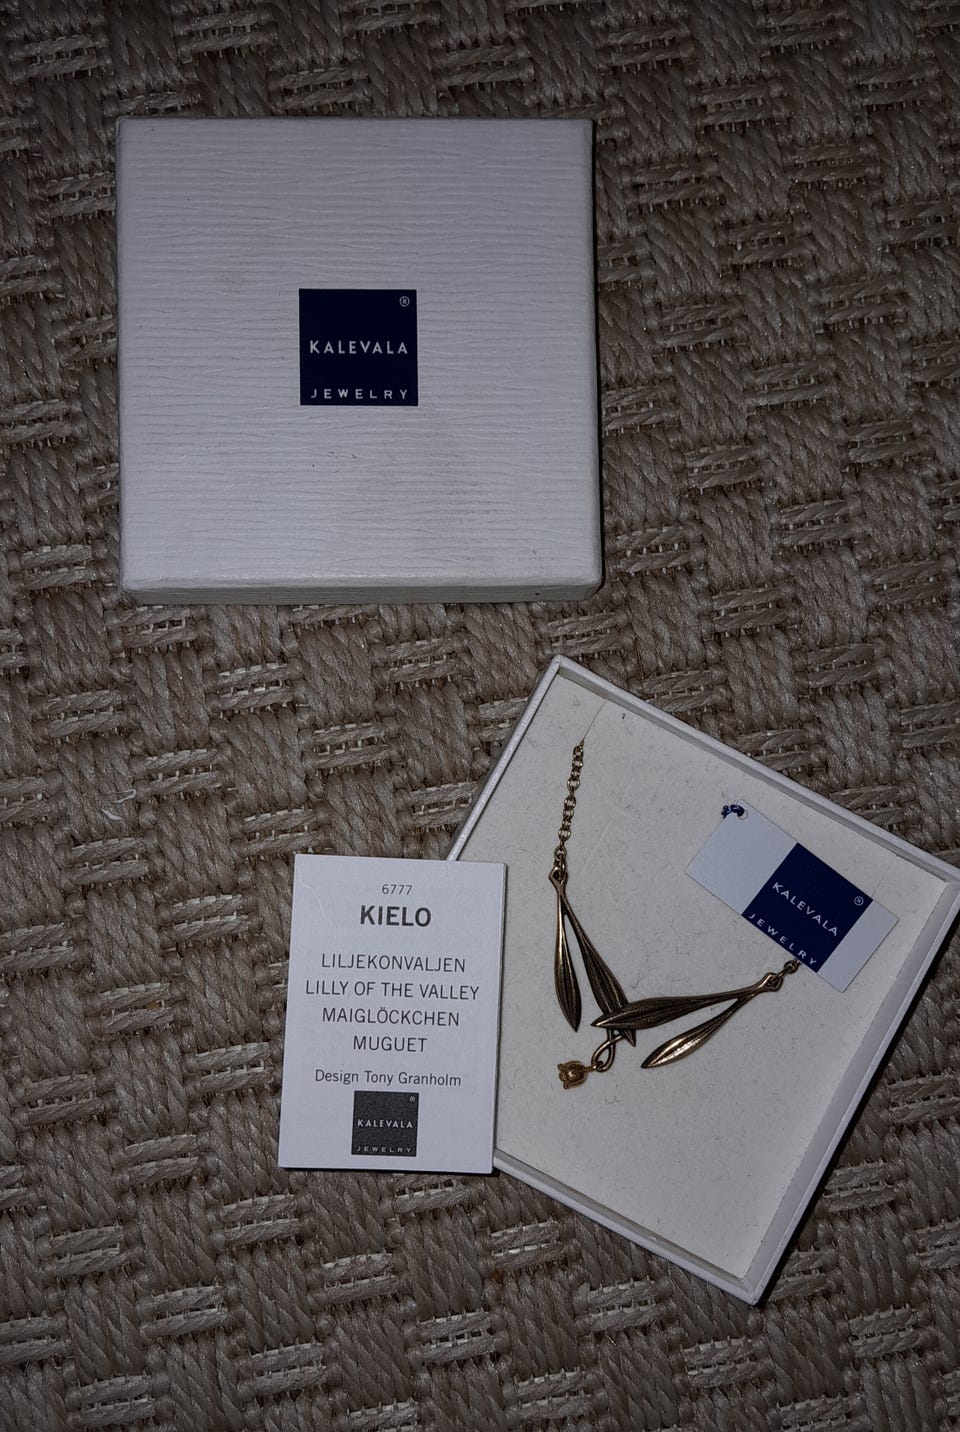 ®
KALEVALA
JEWELRY
6777
KIELO
LILJEKONVALJEN
LILLY OF THE VALLEY
MAIGLÖCKCHEN
MUGUET
Design Tony Granholm
®
KALEVALA
JEWELRY
®
KALEVALA
JEWELRY